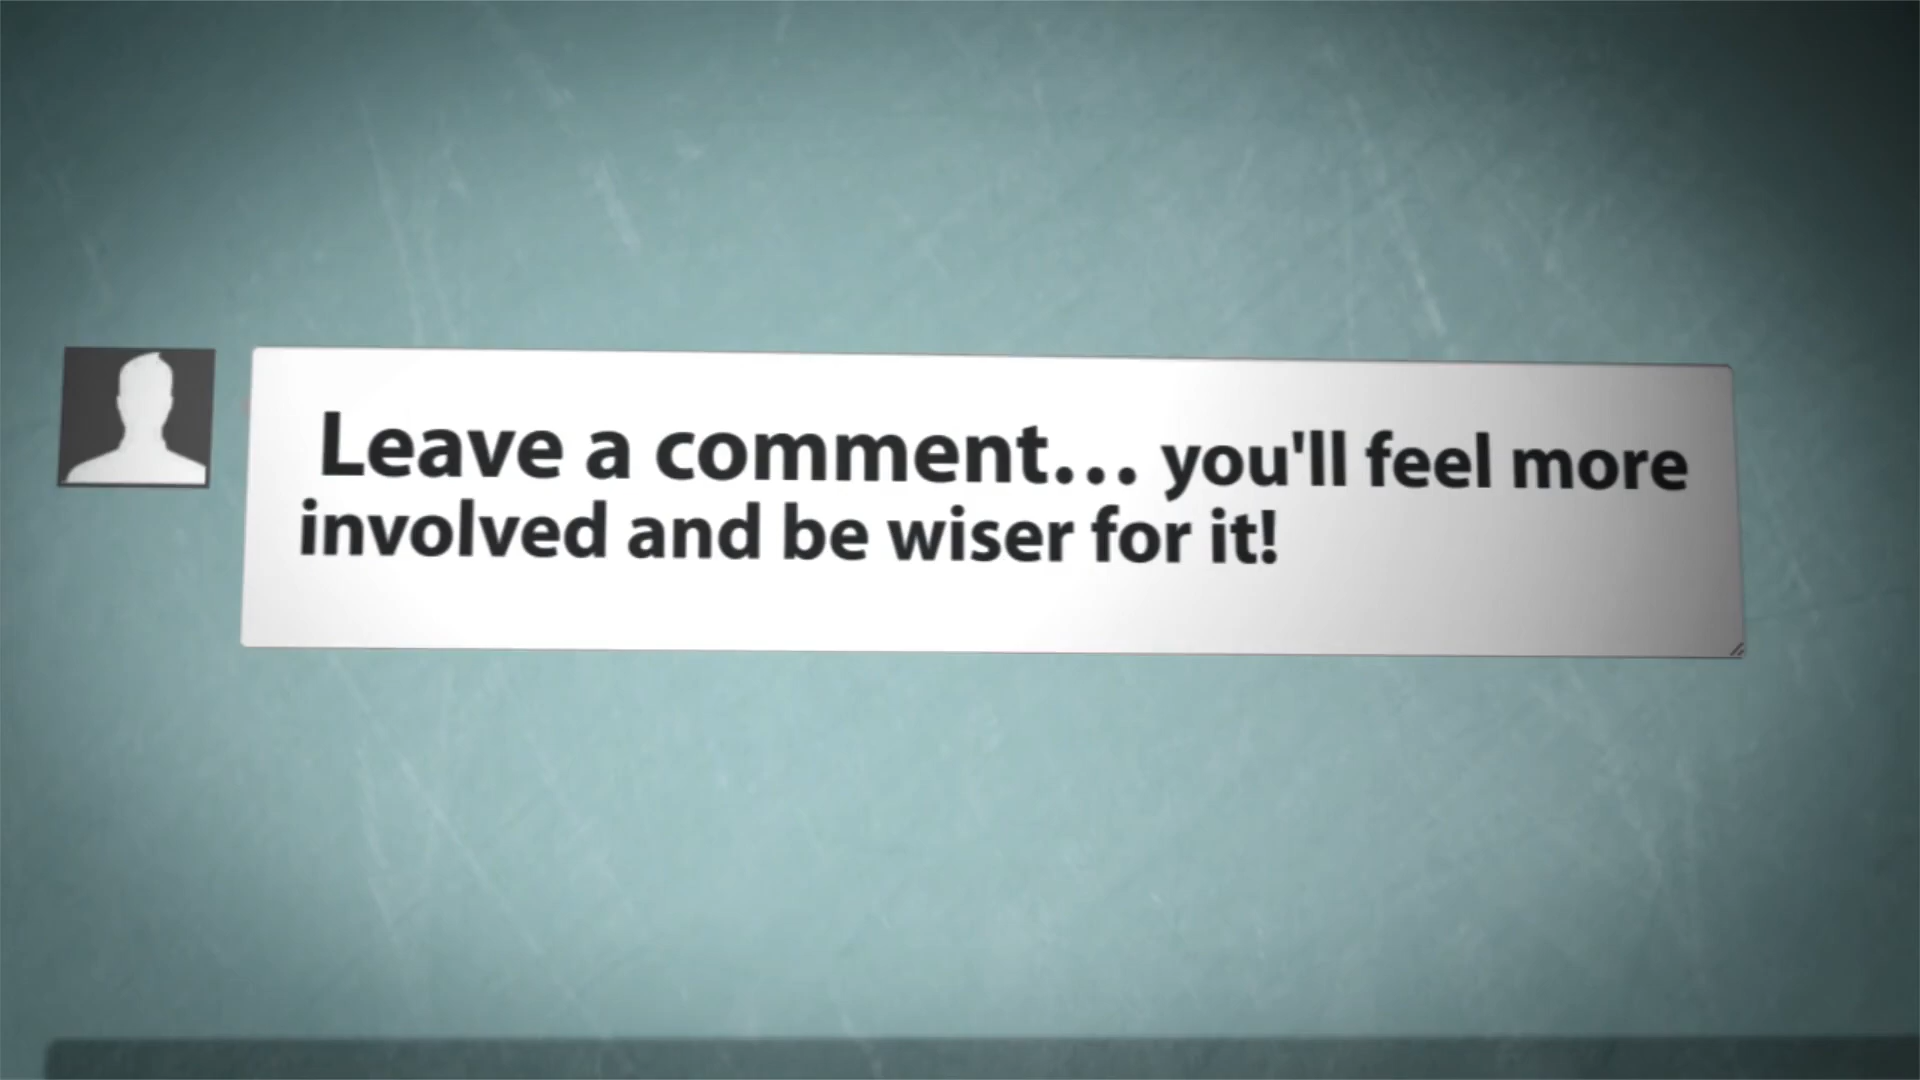 Leave a comment… you'll feel more
involved and be wiser for it!